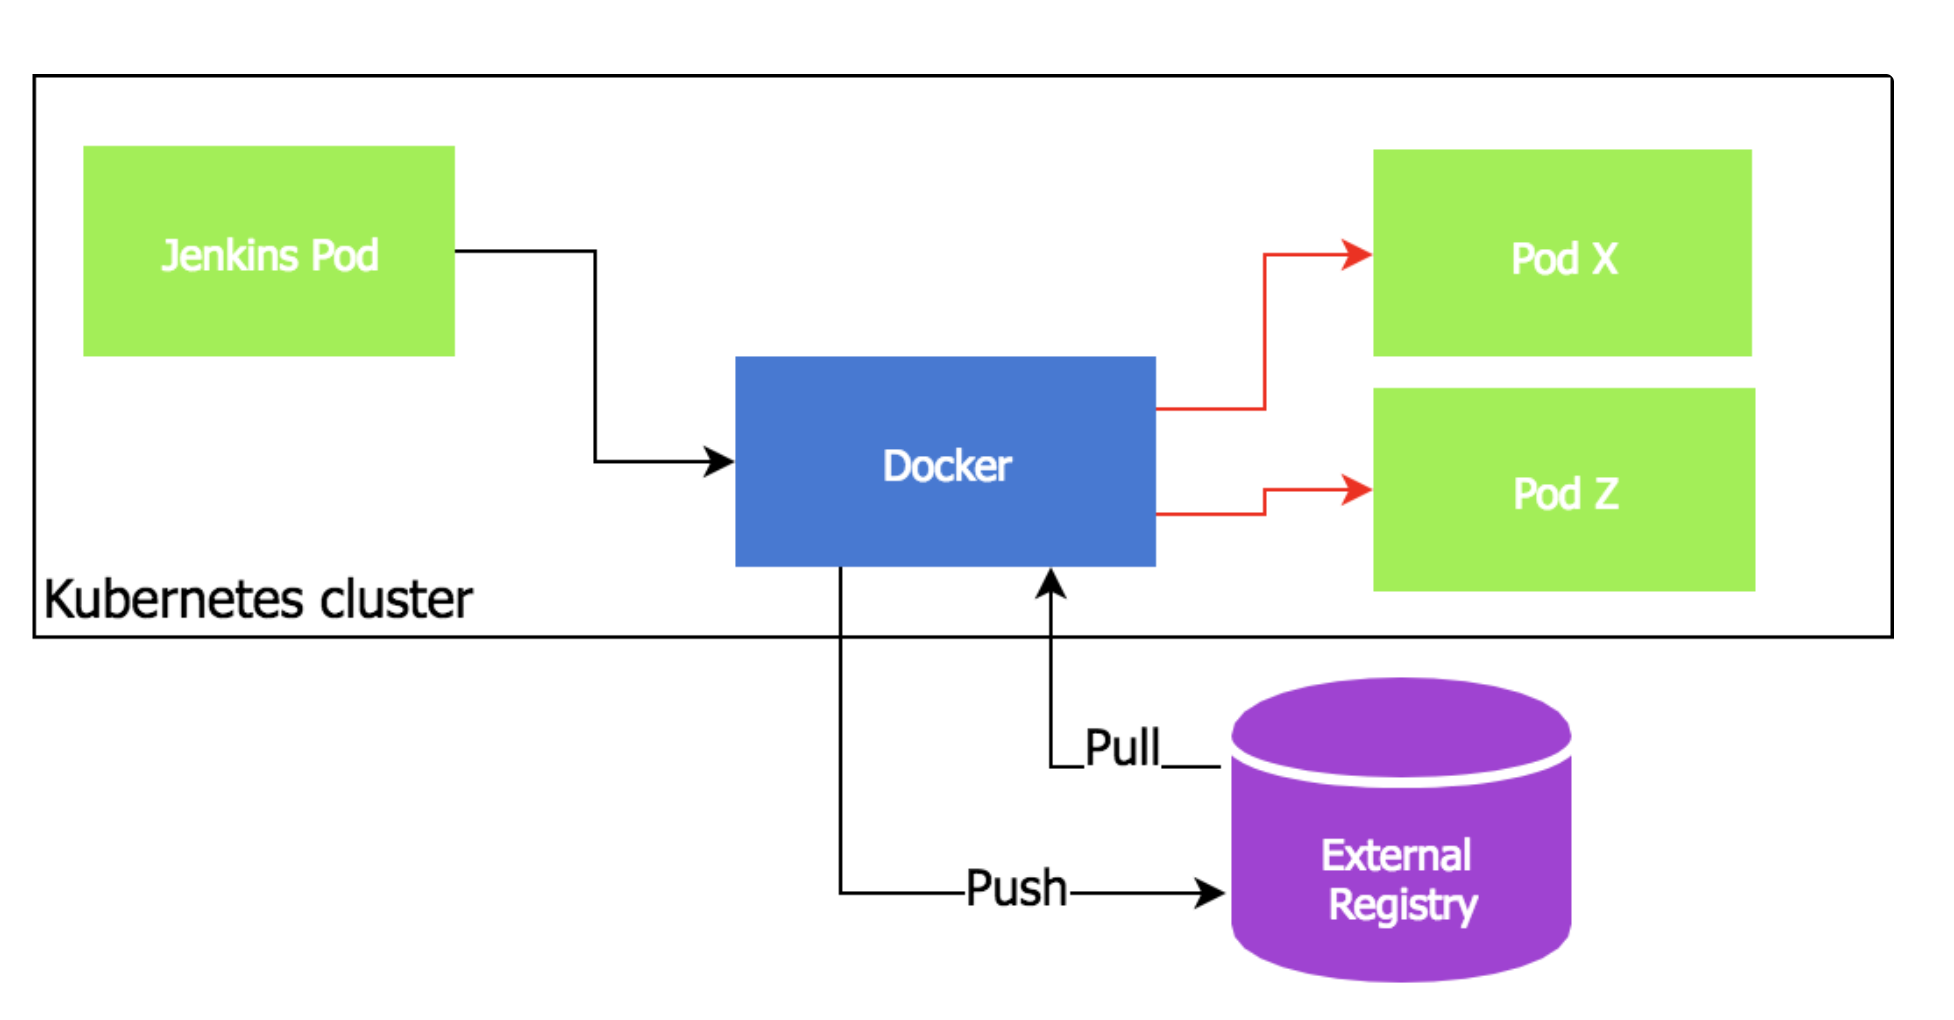 Jenkins Pod
Pod X
Docker
Pod Z
Kubernetes cluster
Pull
Push
External
Registry